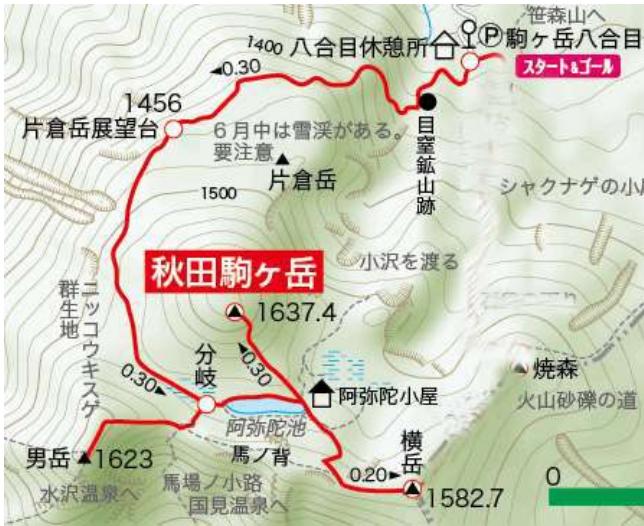 笹森山へ
1400
八合目休憩所
P
駒ヶ岳八合目
スタート&ゴール
◀0.30
1456
片倉岳展望台
6月中は雪渓がある。
要注意
片倉岳
目窒鉱山跡
1500
シャクナゲの小
秋田駒ヶ岳
小沢を渡る
1637.4
ニッコウキスゲ
群生地
分岐
0.30▶
◀0.30
阿弥陀小屋
焼森
火山砂礫の道
阿弥陀池
男岳
1623
馬ノ背
横岳
0.20▶
1582.7
0
水沢温泉へ
馬場ノ小路
国見温泉へ